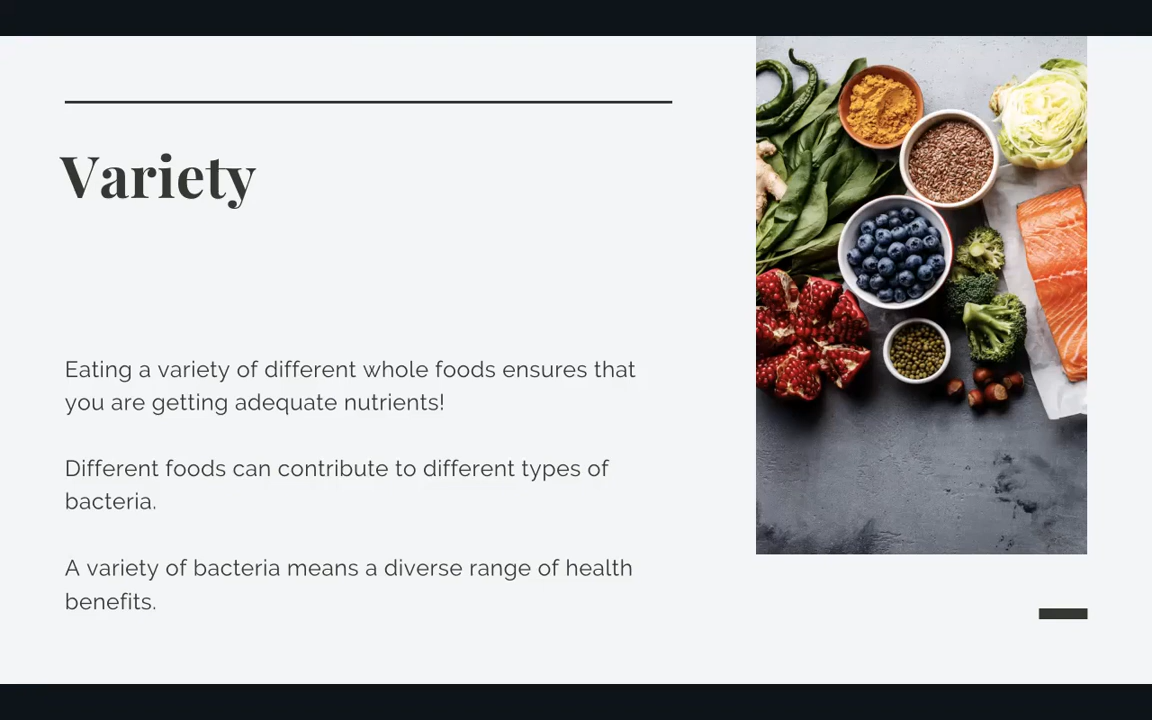 Variety
Eating a variety of different whole foods ensures that
you are getting adequate nutrients!
Different foods can contribute to different types of
bacteria.
A variety of bacteria means a diverse range of health
benefits.